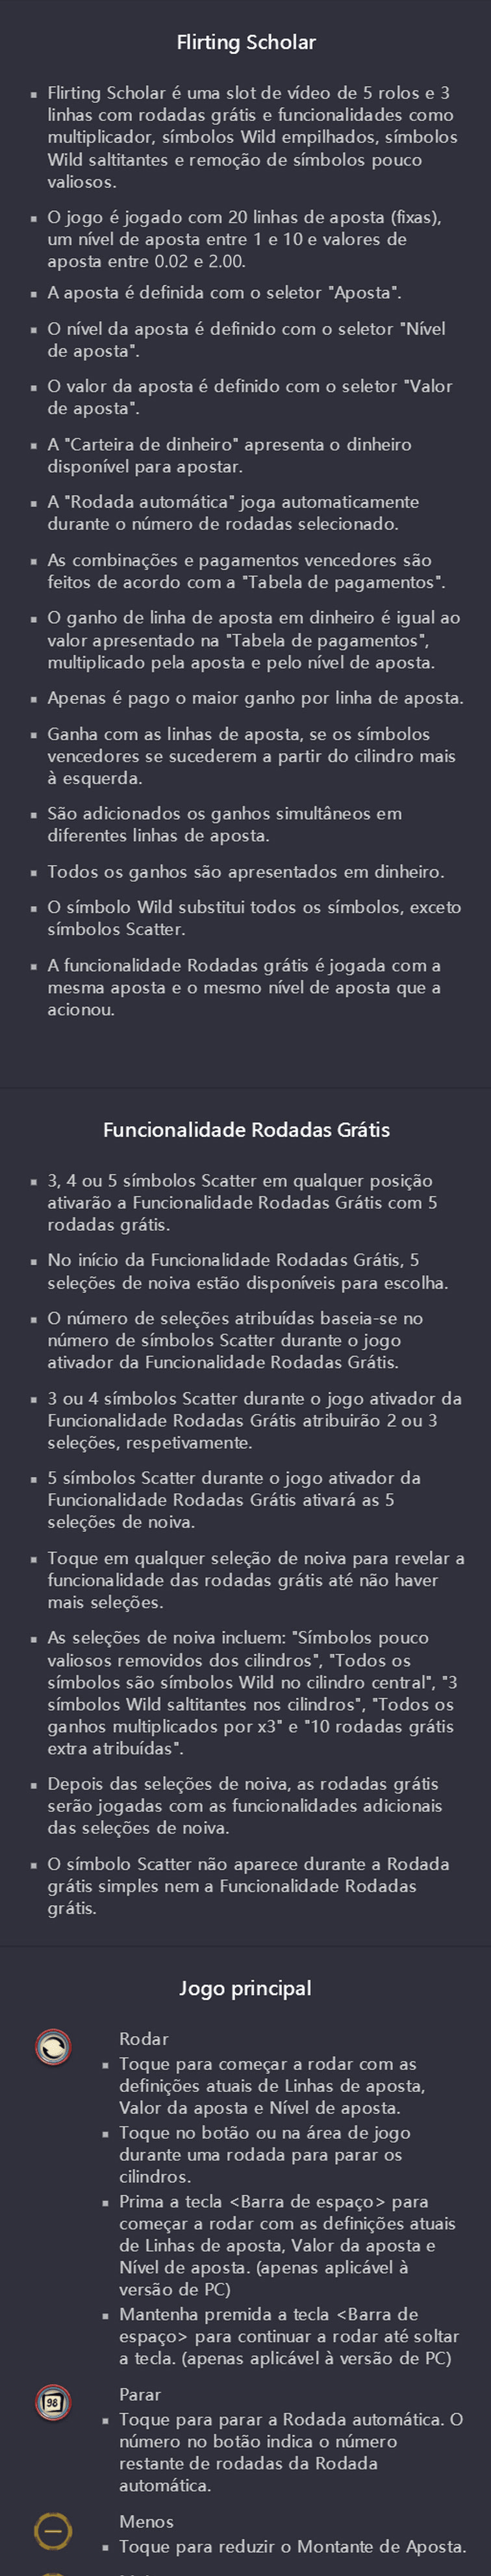 Flirting Scholar
▪ Flirting Scholar é uma slot de vídeo de 5 rolos e 3
linhas com rodadas grátis e funcionalidades como
multiplicador, símbolos Wild empilhados, símbolos
Wild saltitantes e remoção de símbolos pouco
valiosos.
▪ O jogo é jogado com 20 linhas de aposta (fixas),
um nível de aposta entre 1 e 10 e valores de
aposta entre 0.02 e 2.00.
▪ A aposta é definida com o seletor "Aposta".
▪ O nível da aposta é definido com o seletor "Nível
de aposta".
▪ O valor da aposta é definido com o seletor "Valor
de aposta".
▪ A "Carteira de dinheiro" apresenta o dinheiro
disponível para apostar.
▪ A "Rodada automática" joga automaticamente
durante o número de rodadas selecionado.
▪ As combinações e pagamentos vencedores são
feitos de acordo com a "Tabela de pagamentos".
▪ O ganho de linha de aposta em dinheiro é igual ao
valor apresentado na "Tabela de pagamentos",
multiplicado pela aposta e pelo nível de aposta.
▪ Apenas é pago o maior ganho por linha de aposta.
▪ Ganha com as linhas de aposta, se os símbolos
vencedores se sucederem a partir do cilindro mais
à esquerda.
▪ São adicionados os ganhos simultâneos em
diferentes linhas de aposta.
▪ Todos os ganhos são apresentados em dinheiro.
▪ O símbolo Wild substitui todos os símbolos, exceto
símbolos Scatter.
▪ A funcionalidade Rodadas grátis é jogada com a
mesma aposta e o mesmo nível de aposta que a
acionou.
Funcionalidade Rodadas Grátis
▪ 3, 4 ou 5 símbolos Scatter em qualquer posição
ativarão a Funcionalidade Rodadas Grátis com 5
rodadas grátis.
▪ No início da Funcionalidade Rodadas Grátis, 5
seleções de noiva estão disponíveis para escolha.
▪ O número de seleções atribuídas baseia-se no
número de símbolos Scatter durante o jogo
ativador da Funcionalidade Rodadas Grátis.
▪ 3 ou 4 símbolos Scatter durante o jogo ativador da
Funcionalidade Rodadas Grátis atribuirão 2 ou 3
seleções, respetivamente.
▪ 5 símbolos Scatter durante o jogo ativador da
Funcionalidade Rodadas Grátis ativará as 5
seleções de noiva.
▪ Toque em qualquer seleção de noiva para revelar a
funcionalidade das rodadas grátis até não haver
mais seleções.
▪ As seleções de noiva incluem: "Símbolos pouco
valiosos removidos dos cilindros", "Todos os
símbolos são símbolos Wild no cilindro central", "3
símbolos Wild saltitantes nos cilindros", "Todos os
ganhos multiplicados por x3" e "10 rodadas grátis
extra atribuídas".
▪ Depois das seleções de noiva, as rodadas grátis
serão jogadas com as funcionalidades adicionais
das seleções de noiva.
▪ O símbolo Scatter não aparece durante a Rodada
grátis simples nem a Funcionalidade Rodadas
grátis.
Jogo principal
Rodar
▪ Toque para começar a rodar com as
definições atuais de Linhas de aposta,
Valor da aposta e Nível de aposta.
▪ Toque no botão ou na área de jogo
durante uma rodada para parar os
cilindros.
▪ Prima a tecla <Barra de espaço> para
começar a rodar com as definições atuais
de Linhas de aposta, Valor da aposta e
Nível de aposta. (apenas aplicável à
versão de PC)
▪ Mantenha premida a tecla <Barra de
espaço> para continuar a rodar até soltar
a tecla. (apenas aplicável à versão de PC)
98
Parar
▪ Toque para parar a Rodada automática. O
número no botão indica o número
restante de rodadas da Rodada
automática.
Menos
▪ Toque para reduzir o Montante de Aposta.